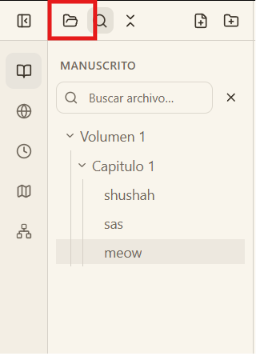 MANUSCRITO
Buscar archivo...
Volumen 1
Capitulo 1
shushah
sas
meow